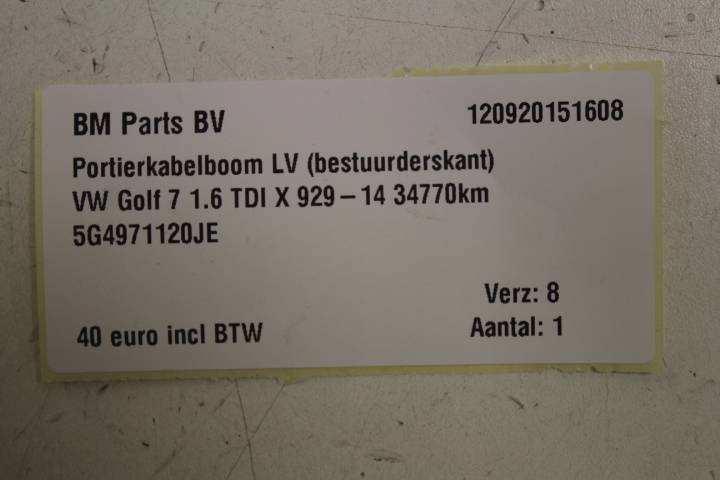 BM Parts BV 120920151608
Portierkabelboom LV (bestuurderskant)
VW Golf 7 1.6 TDI X 929-14 34770km
5G4971120JE
Verz: 8
40 euro incl BTW Aantal: 1